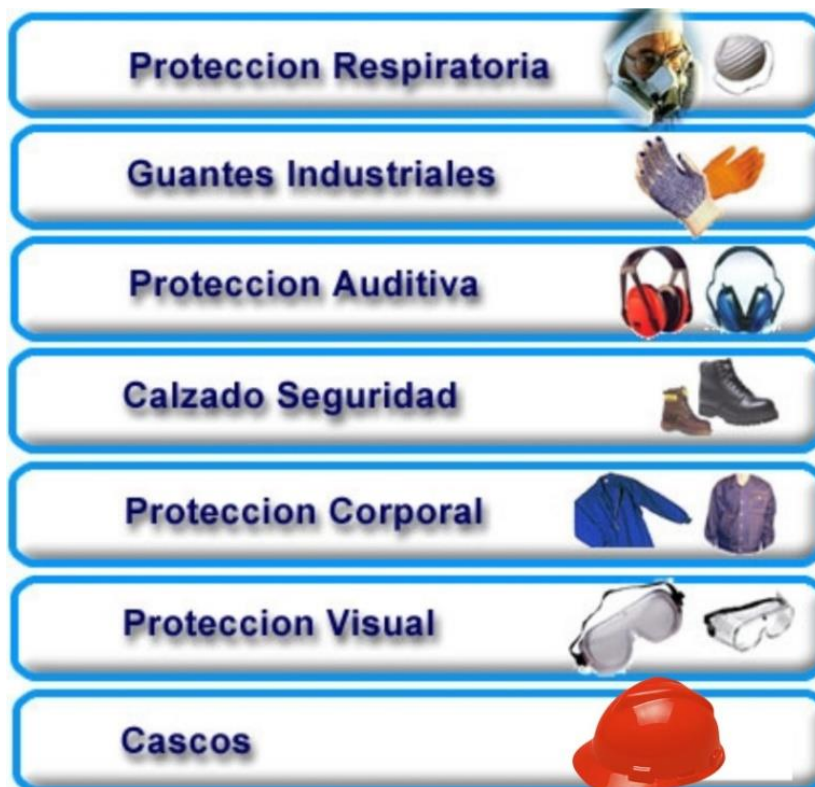 Proteccion Respiratoria
Guantes Industriales
Proteccion Auditiva
Calzado Seguridad
Proteccion Corporal
Proteccion Visual
Cascos